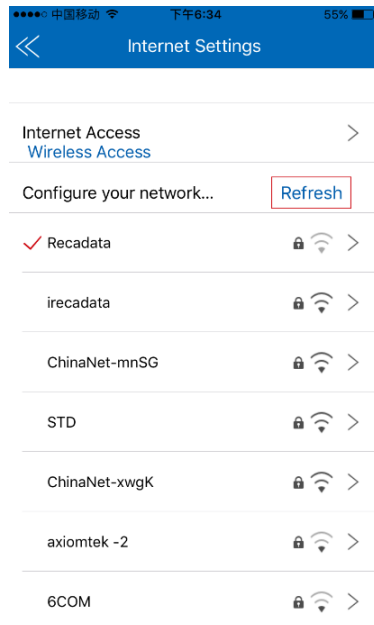 中国移动 下午6:34 55%
Internet Settings
Internet Access
Wireless Access
Configure your network... Refresh
Recadata
irecadata
ChinaNet-mnSG
STD
ChinaNet-xwgK
axiomtek -2
6COM